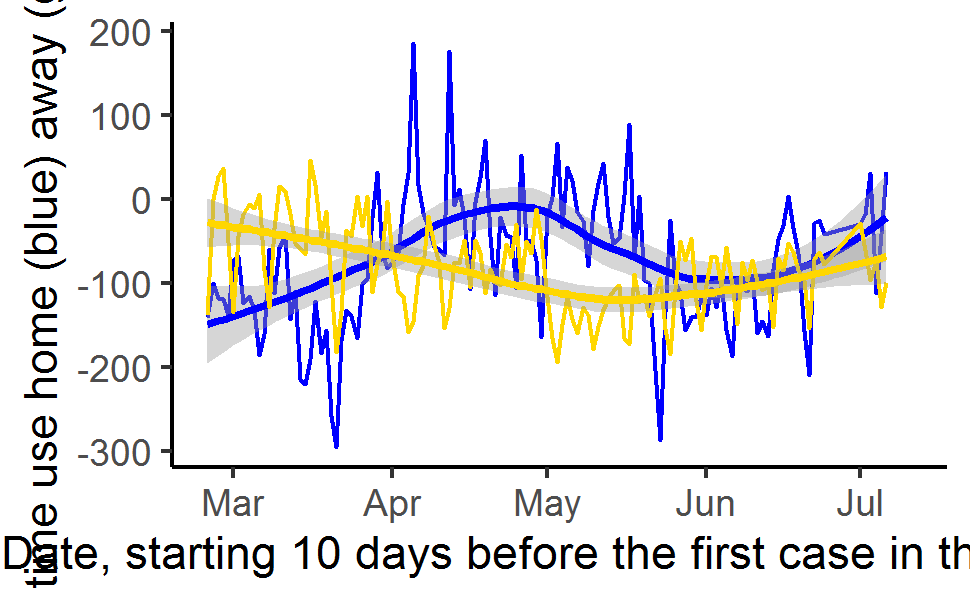 time use home (blue) away (
200
100
0
-100
-200
-300
Mar Apr May Jun Jul
Date, starting 10 days before the first case in th